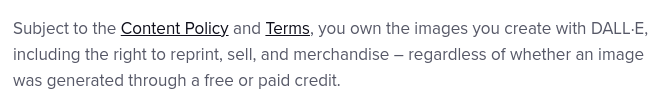 Subject to the Content Policy and Terms, you own the images you create with DALL·E,
including the right to reprint, sell, and merchandise – regardless of whether an image
was generated through a free or paid credit.